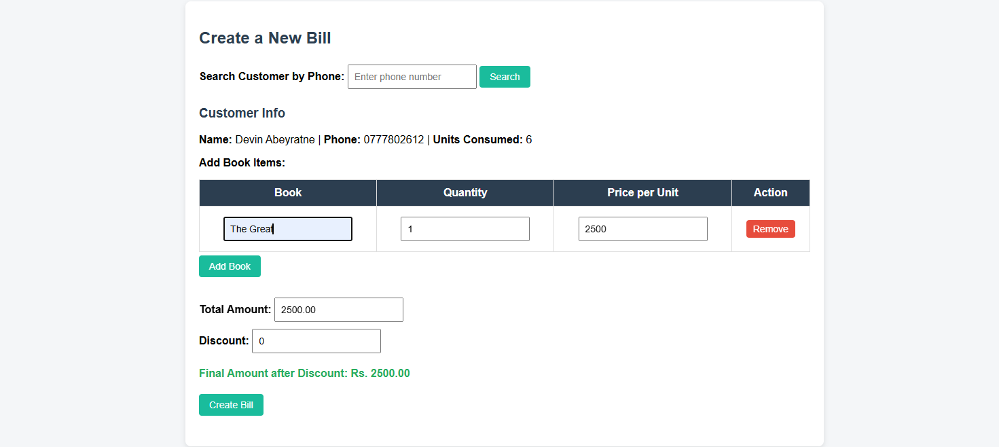 Create a New Bill
Search Customer by Phone: Enter phone number Search
Customer Info
Name: Devin Abeyratne | Phone: 0777802612 | Units Consumed: 6
Add Book Items:
Book Quantity Price per Unit Action
The Great 1 2500 Remove
Add Book
Total Amount: 2500.00
Discount: 0
Final Amount after Discount: Rs. 2500.00
Create Bill